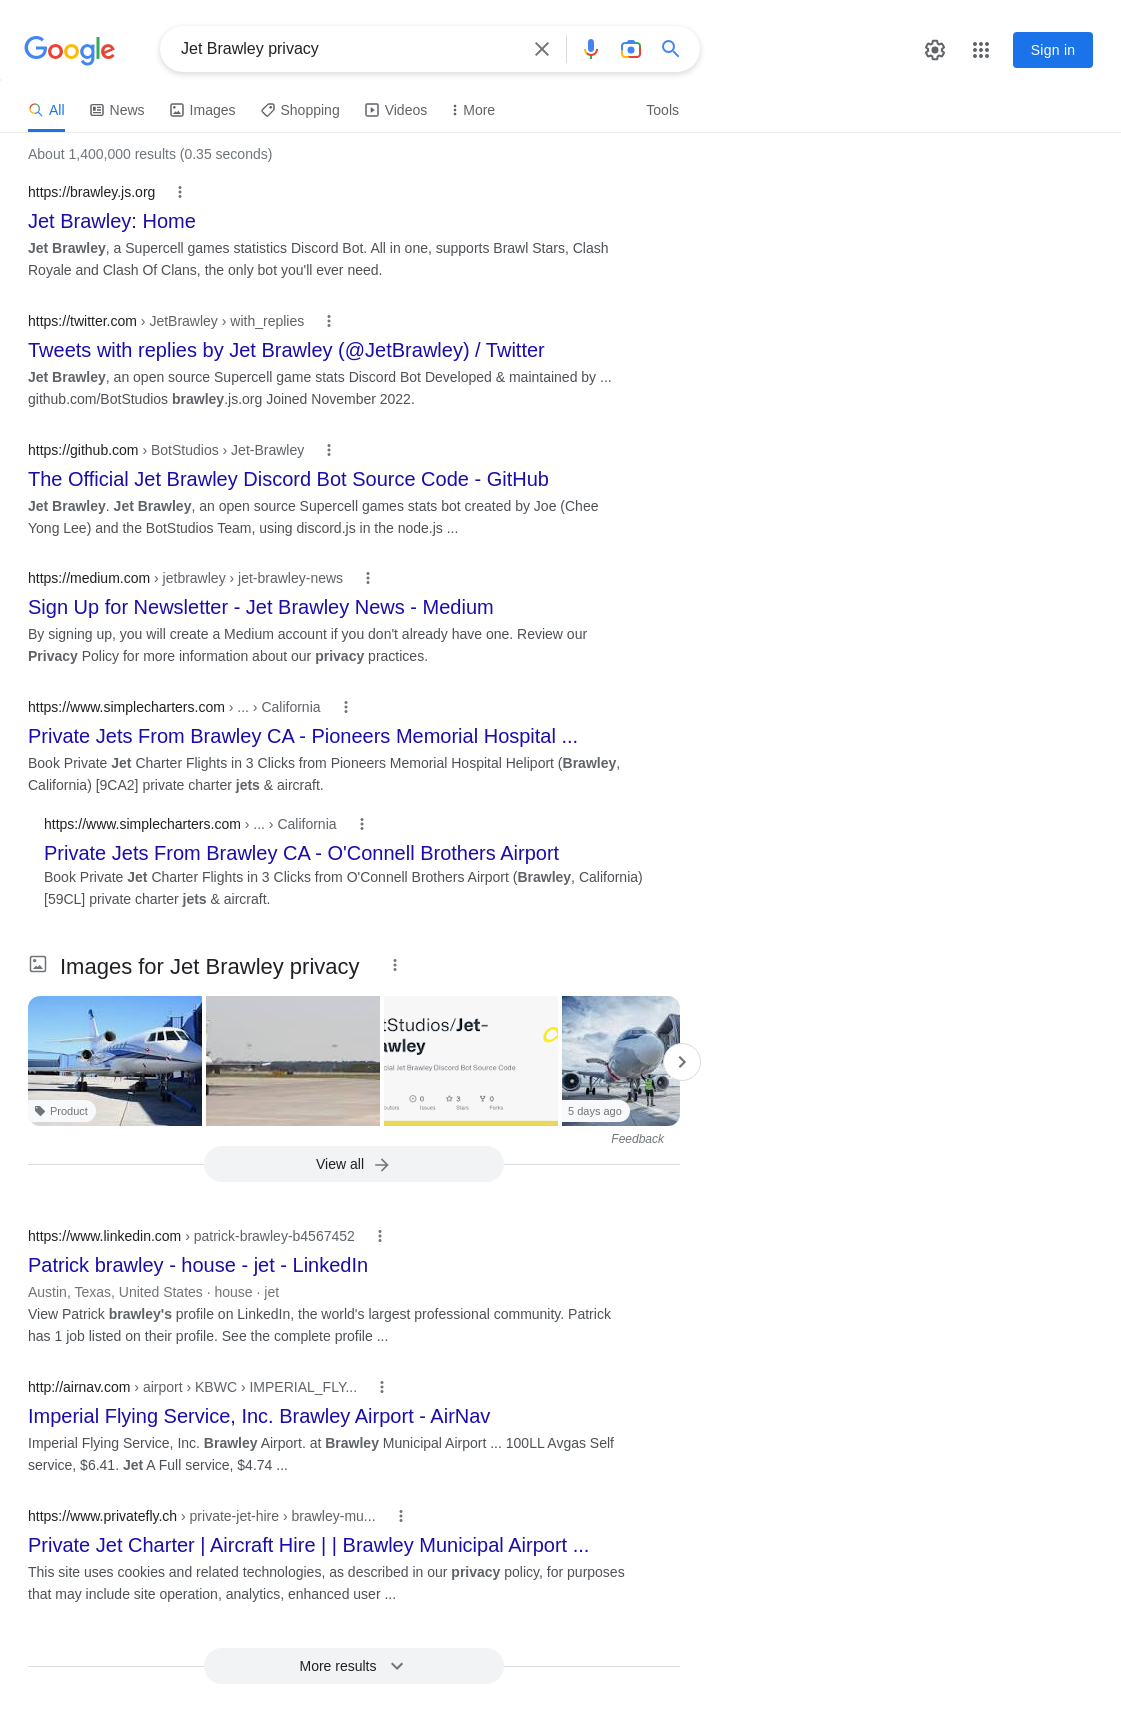 Google
Jet Brawley privacy
Sign in
All
News
Images
Shopping
Videos
More
Tools
About 1,400,000 results (0.35 seconds)
https://brawley.js.org
Jet Brawley: Home
Jet Brawley, a Supercell games statistics Discord Bot. All in one, supports Brawl Stars, Clash
Royale and Clash Of Clans, the only bot you'll ever need.
https://twitter.com › JetBrawley › with_replies
Tweets with replies by Jet Brawley (@JetBrawley) / Twitter
Jet Brawley, an open source Supercell game stats Discord Bot Developed & maintained by ...
github.com/BotStudios brawley.js.org Joined November 2022.
https://github.com › BotStudios › Jet-Brawley
The Official Jet Brawley Discord Bot Source Code - GitHub
Jet Brawley. Jet Brawley, an open source Supercell games stats bot created by Joe (Chee
Yong Lee) and the BotStudios Team, using discord.js in the node.js ...
https://medium.com › jetbrawley › jet-brawley-news
Sign Up for Newsletter - Jet Brawley News - Medium
By signing up, you will create a Medium account if you don't already have one. Review our
Privacy Policy for more information about our privacy practices.
https://www.simplecharters.com › ... › California
Private Jets From Brawley CA - Pioneers Memorial Hospital ...
Book Private Jet Charter Flights in 3 Clicks from Pioneers Memorial Hospital Heliport (Brawley,
California) [9CA2] private charter jets & aircraft.
https://www.simplecharters.com › ... › California
Private Jets From Brawley CA - O'Connell Brothers Airport
Book Private Jet Charter Flights in 3 Clicks from O'Connell Brothers Airport (Brawley, California)
[59CL] private charter jets & aircraft.
Images for Jet Brawley privacy
Product
tStudios/Jet-
awley
cial Jet Brawley Discord Bot Source Code
0 3 0
butors Issues Stars Forks
5 days ago
Feedback
View all
https://www.linkedin.com › patrick-brawley-b4567452
Patrick brawley - house - jet - LinkedIn
Austin, Texas, United States · house · jet
View Patrick brawley's profile on LinkedIn, the world's largest professional community. Patrick
has 1 job listed on their profile. See the complete profile ...
http://airnav.com › airport › KBWC › IMPERIAL_FLY...
Imperial Flying Service, Inc. Brawley Airport - AirNav
Imperial Flying Service, Inc. Brawley Airport. at Brawley Municipal Airport ... 100LL Avgas Self
service, $6.41. Jet A Full service, $4.74 ...
https://www.privatefly.ch › private-jet-hire › brawley-mu...
Private Jet Charter | Aircraft Hire | | Brawley Municipal Airport ...
This site uses cookies and related technologies, as described in our privacy policy, for purposes
that may include site operation, analytics, enhanced user ...
More results